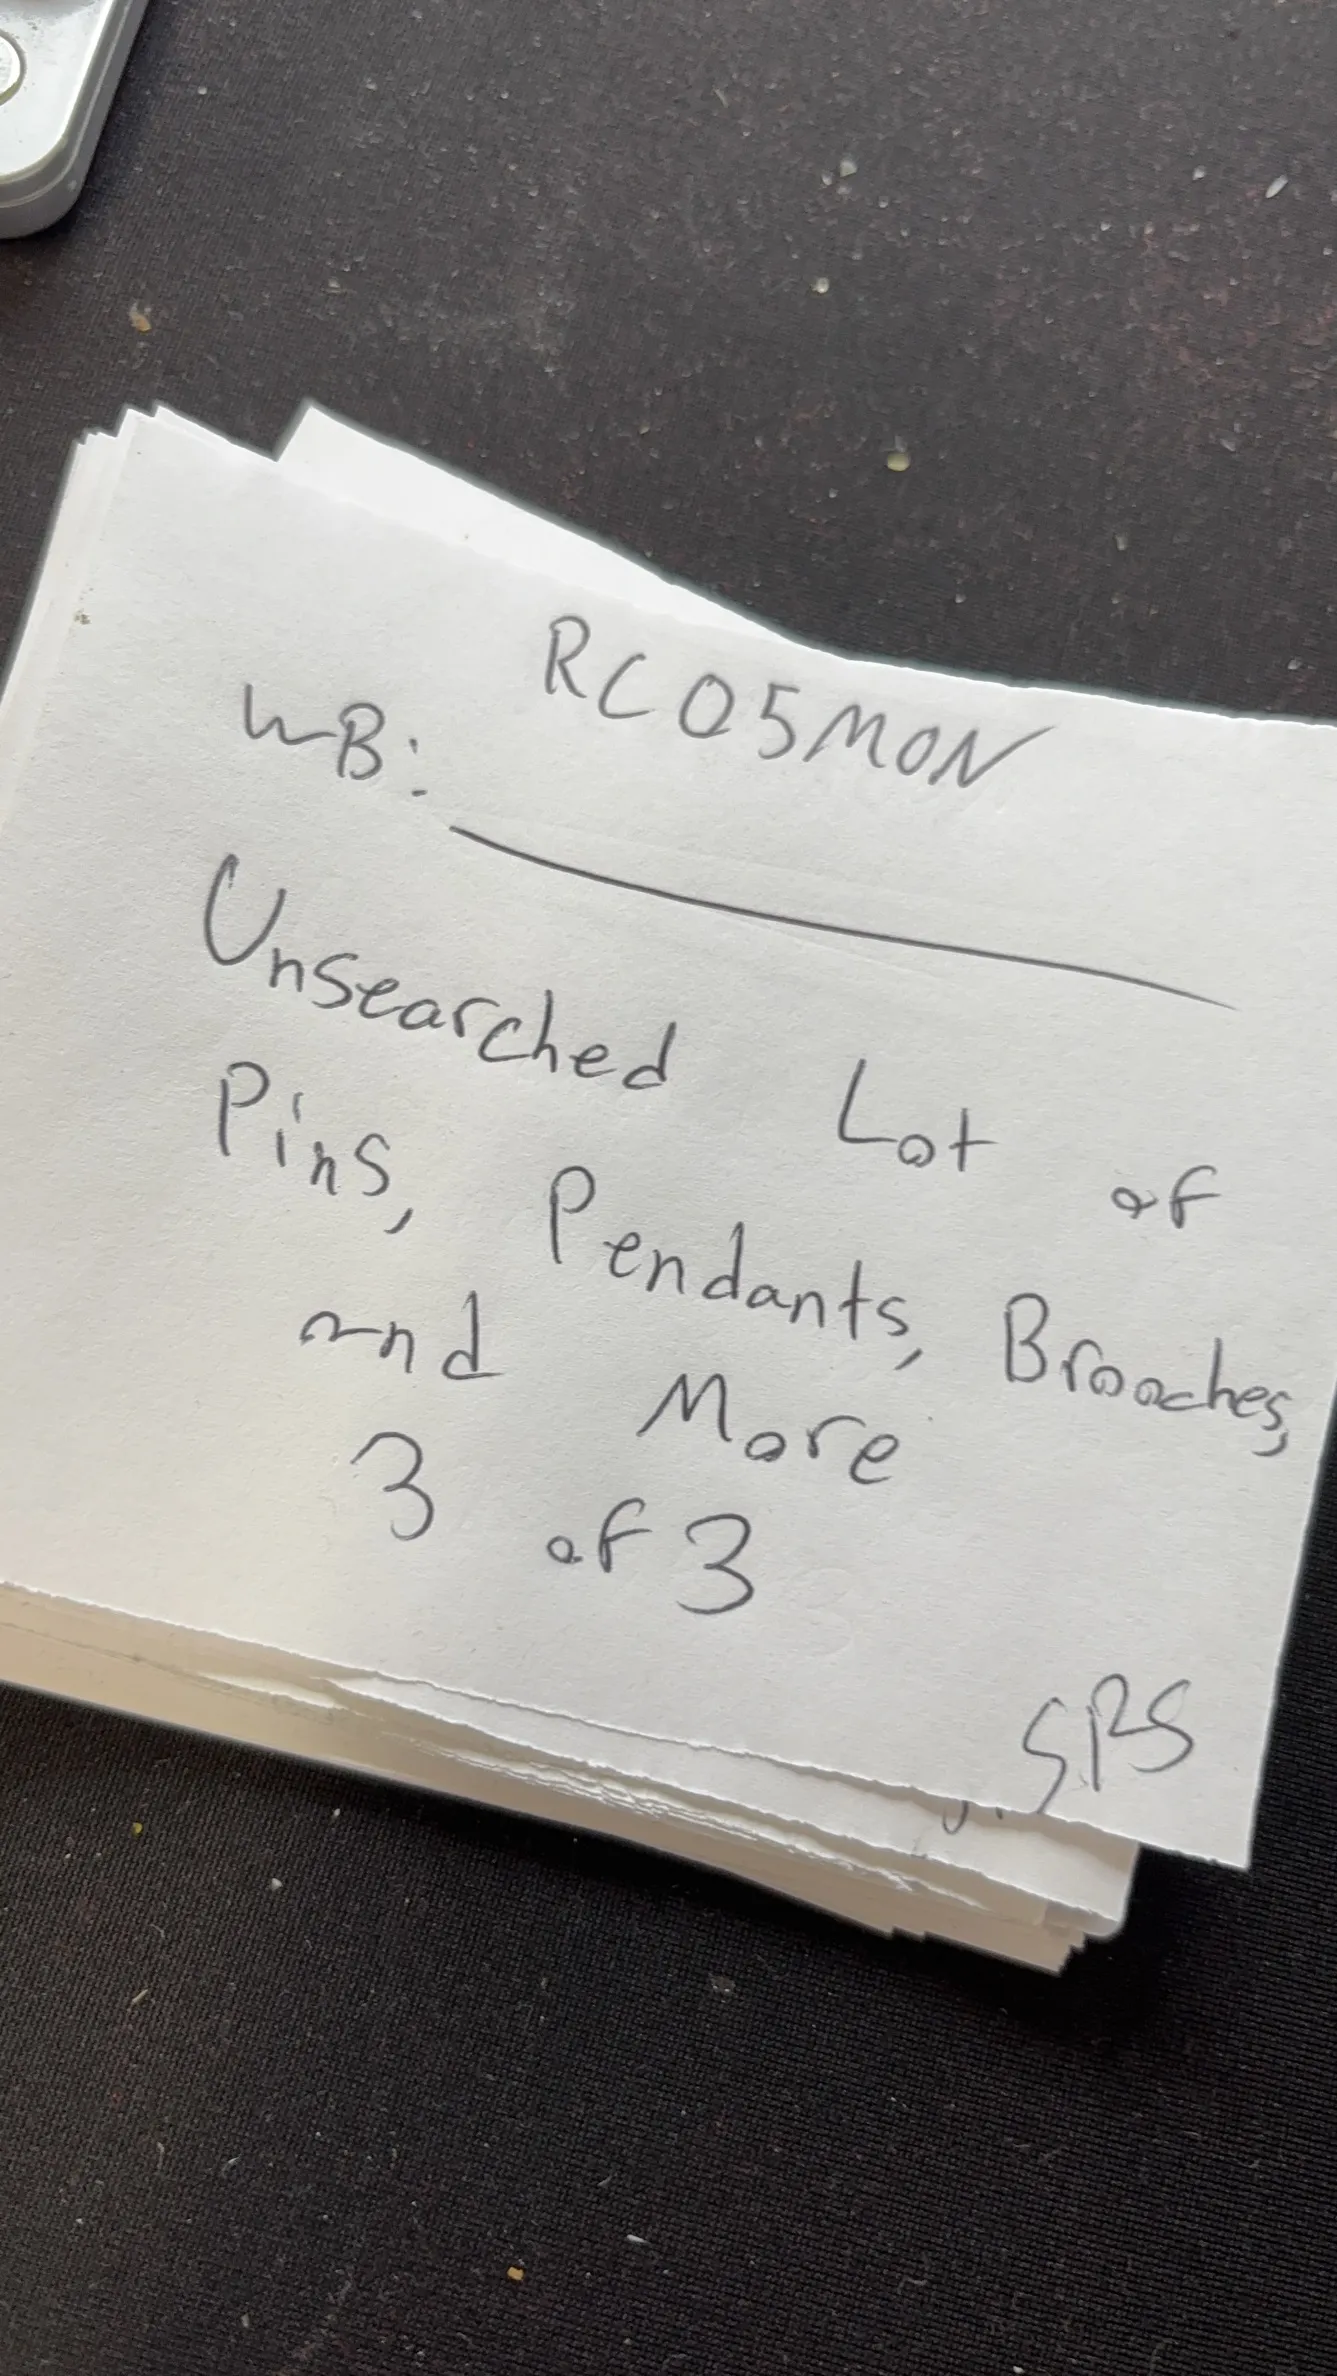 RC05MON
WB:
Unsearched Lot of
Pins, Pendants, Brooches,
and More
3 of 3
SPS